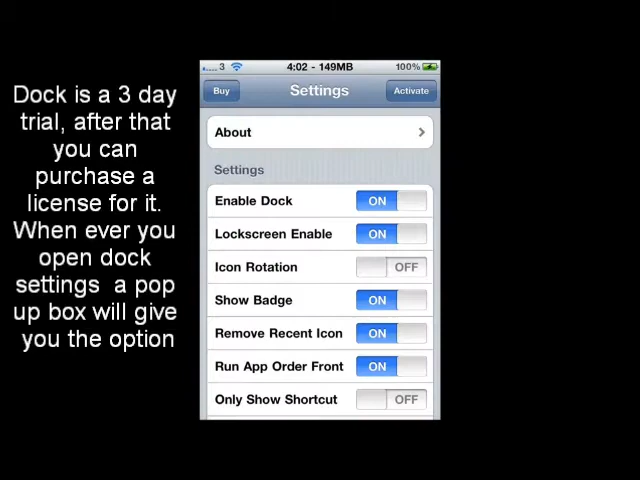 Dock is a 3 day
trial, after that
you can
purchase a
license for it.
When ever you
open dock
settings a pop
up box will give
you the option
3 4:02 - 149MB 100%
Buy Settings Activate
About
Settings
Enable Dock ON
Lockscreen Enable ON
Icon Rotation OFF
Show Badge ON
Remove Recent Icon ON
Run App Order Front ON
Only Show Shortcut OFF